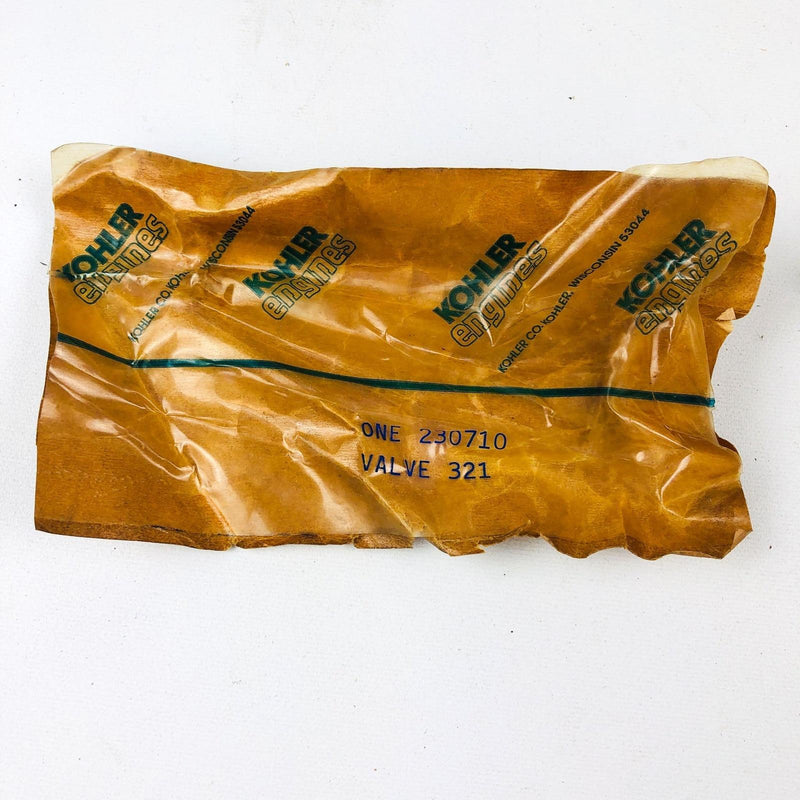 KOHLER
engines
KOHLER CO. KOHLER, WISCONSIN 53044
KOHLER
engines
KOHLER
engines
KOHLER CO. KOHLER, WISCONSIN 53044
KOHLER
engines
ONE 230710
VALVE 321